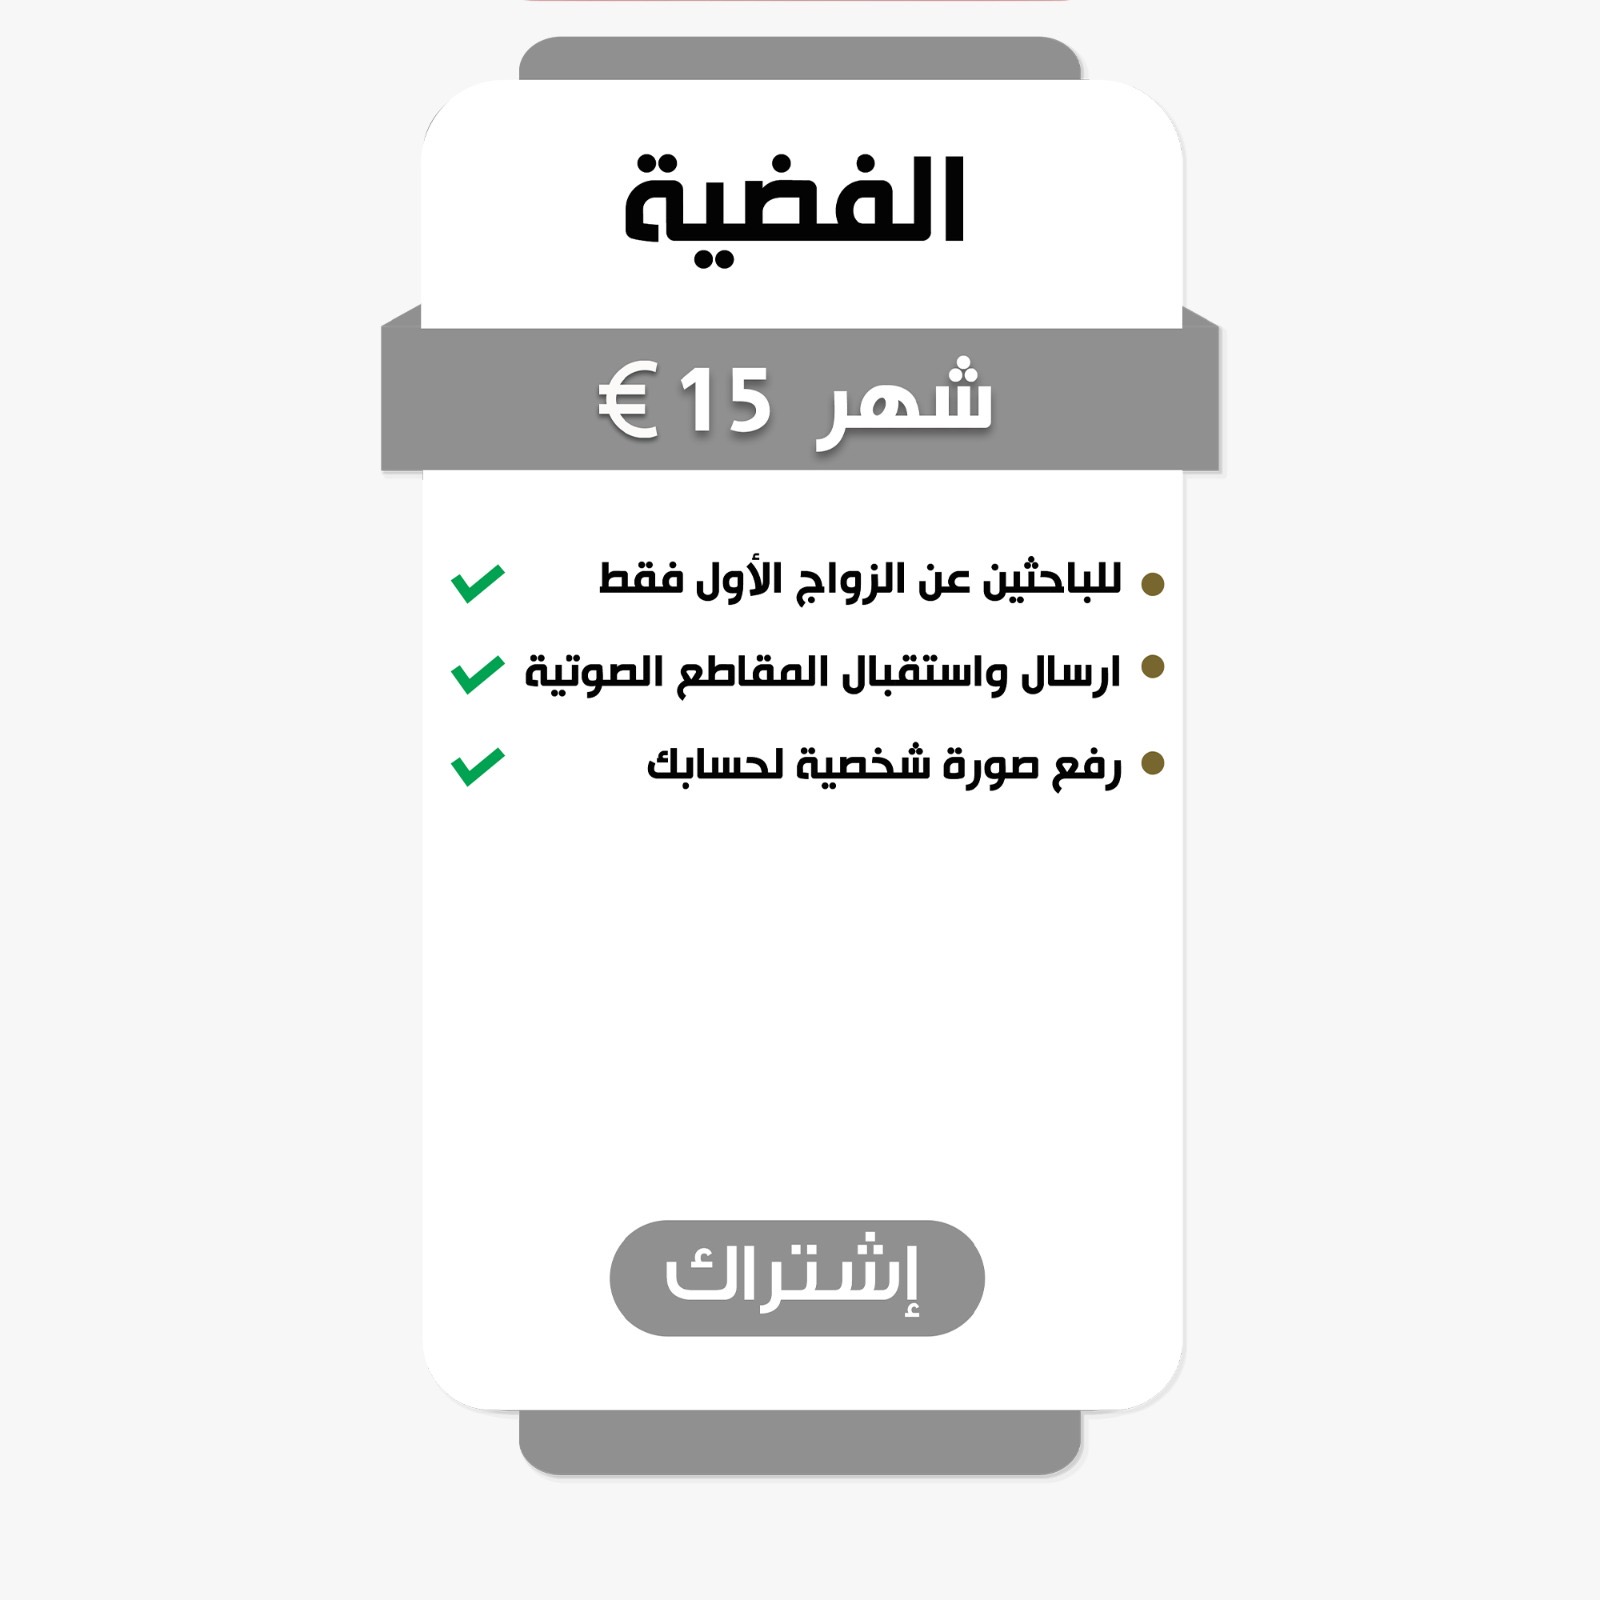 الفضية
شهر 15 €
للباحثين عن الزواج الأول فقط
ارسال واستقبال المقاطع الصوتية
رفع صورة شخصية لحسابك
إشتراك